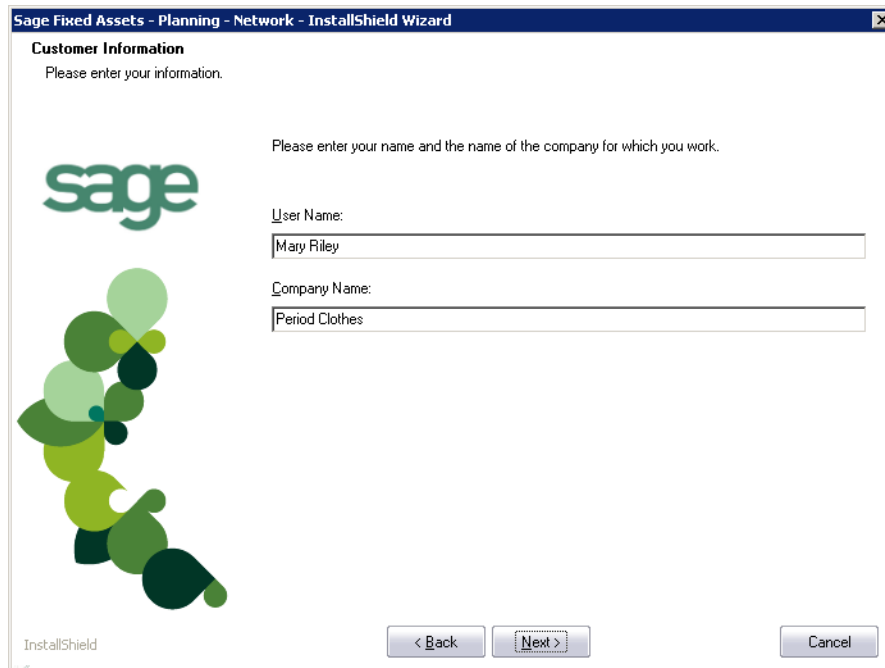 Sage Fixed Assets - Planning - Network - InstallShield Wizard
Customer Information
Please enter your information.
sage
Please enter your name and the name of the company for which you work.
User Name:
Mary Riley
Company Name:
Period Clothes
InstallShield
< Back
Next >
Cancel